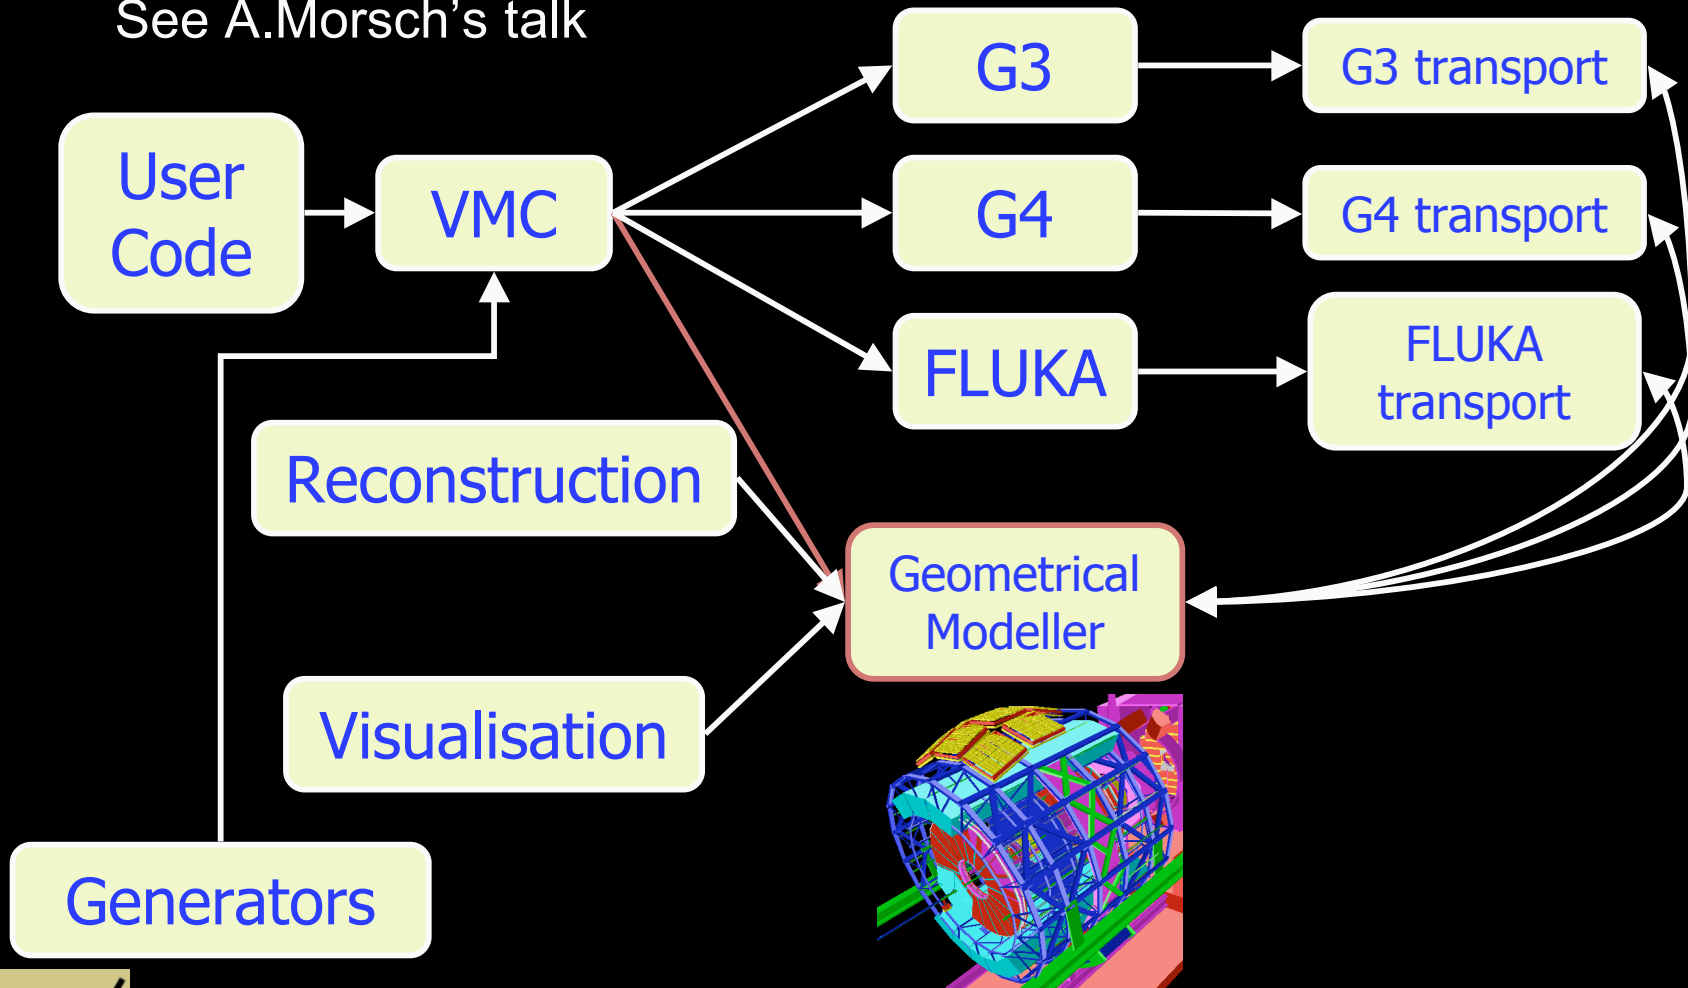 See A.Morsch's talk
G3
G3 transport
User
Code
VMC
G4
G4 transport
FLUKA
FLUKA
transport
Reconstruction
Geometrical
Modeller
Visualisation
Generators